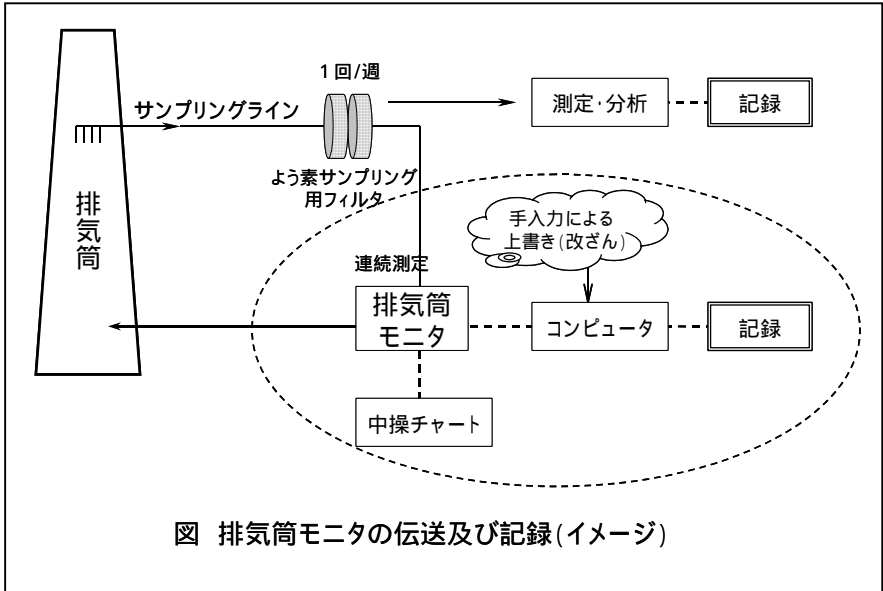 1回/週
サンプリングライン
測定・分析
記録
よう素サンプリング
用フィルタ
排気筒
手入力による
上書き(改ざん)
連続測定
排気筒
モニタ
コンピュータ
記録
中操チャート
図 排気筒モニタの伝送及び記録(イメージ)